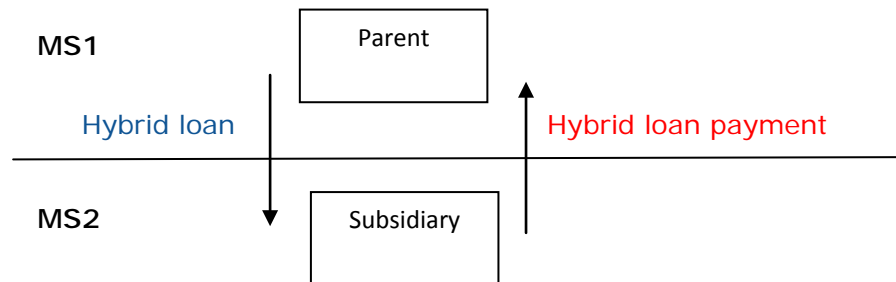 Parent
MS1
Hybrid loan
Hybrid loan payment
MS2
Subsidiary